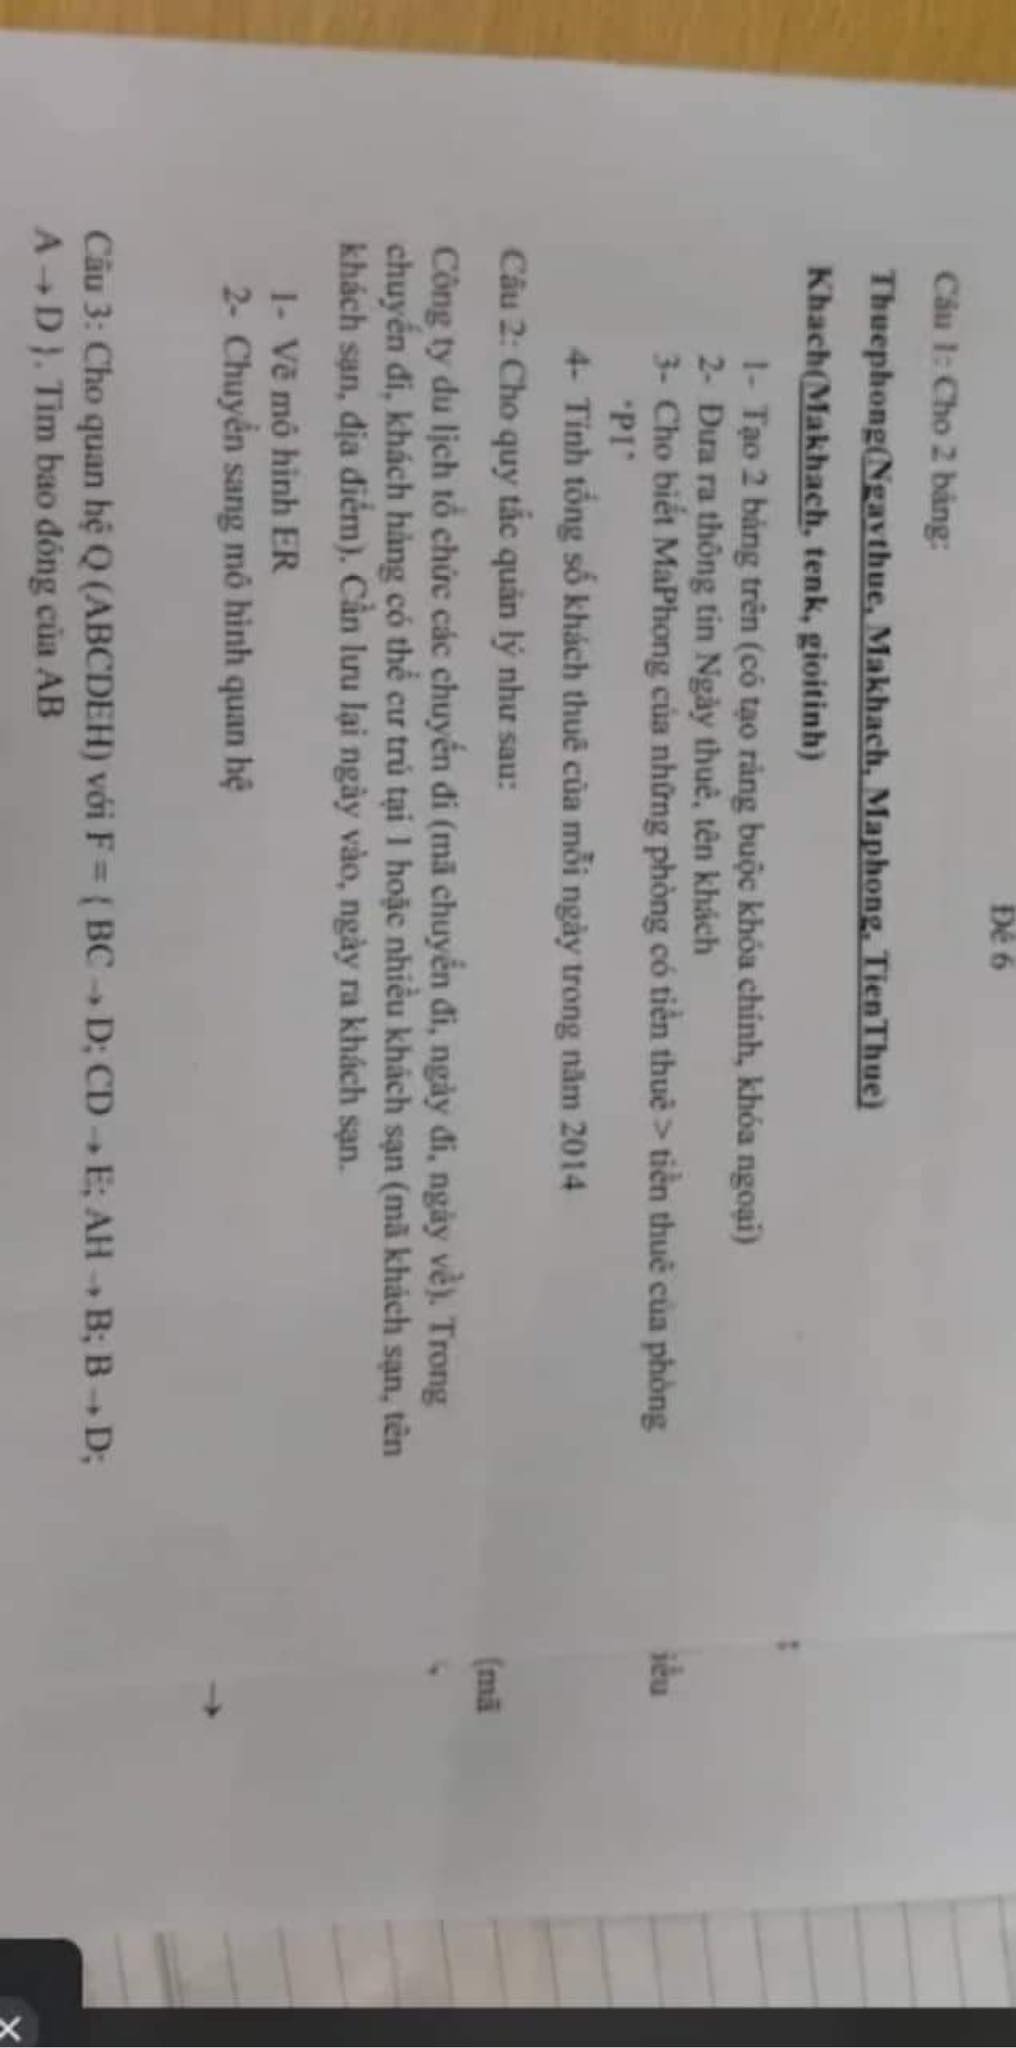 Đề 6
Câu 1: Cho 2 bảng:
Thuephong(Ngaythue, Makhach, Maphong, TienThue)
Khach(Makhach, tenk, gioitinh)
1- Tạo 2 bảng trên (có tạo ràng buộc khóa chính, khóa ngoại)
2- Đưa ra thông tin Ngày thuê, tên khách
3- Cho biết MaPhong của những phòng có tiền thuê > tiền thuê của phòng
'P1'
4- Tính tổng số khách thuê của mỗi ngày trong năm 2014
Câu 2: Cho quy tắc quản lý như sau:
Công ty du lịch tổ chức các chuyến đi (mã chuyến đi, ngày đi, ngày về). Trong
chuyến đi, khách hàng có thể cư trú tại 1 hoặc nhiều khách sạn (mã khách sạn, tên
khách sạn, địa điểm). Cần lưu lại ngày vào, ngày ra khách sạn.
1- Vẽ mô hình ER
2- Chuyển sang mô hình quan hệ
Câu 3: Cho quan hệ Q (ABCDEH) với F = { BC → D; CD → E; AH → B; B → D;
A → D }. Tìm bao đóng của AB
iều
(mã
→